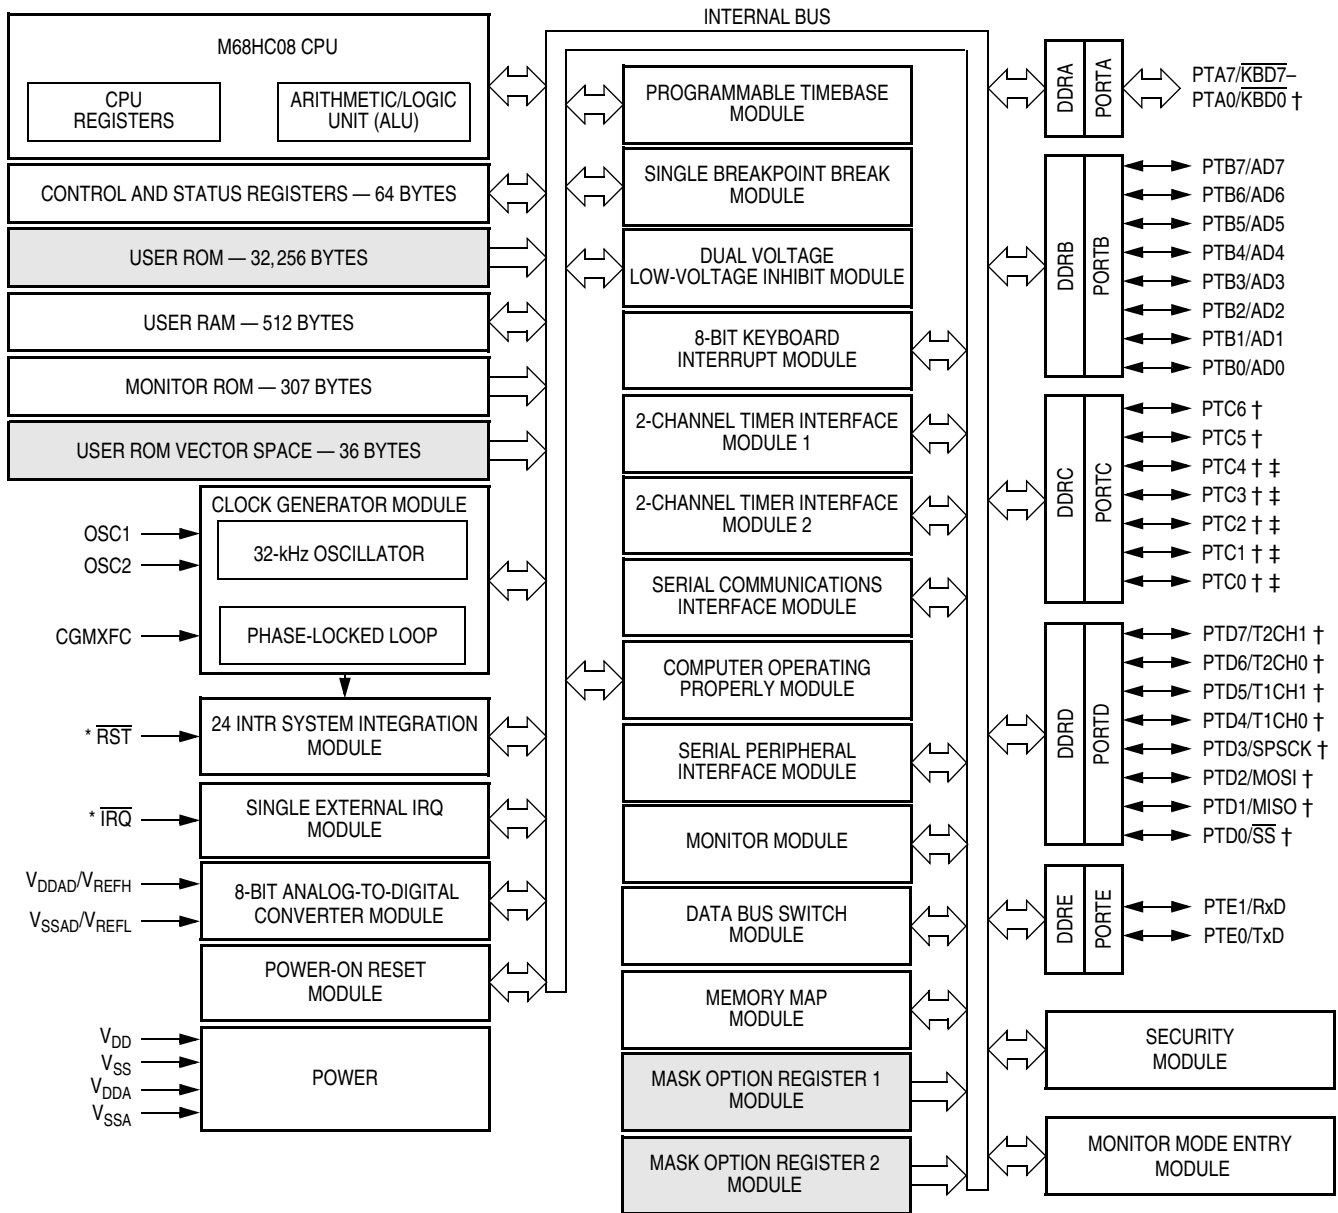 INTERNAL BUS
M68HC08 CPU
CPU
REGISTERS
ARITHMETIC/LOGIC
UNIT (ALU)
CONTROL AND STATUS REGISTERS — 64 BYTES
USER ROM — 32,256 BYTES
USER RAM — 512 BYTES
MONITOR ROM — 307 BYTES
USER ROM VECTOR SPACE — 36 BYTES
CLOCK GENERATOR MODULE
32-kHz OSCILLATOR
PHASE-LOCKED LOOP
OSC1
OSC2
CGMXFC
24 INTR SYSTEM INTEGRATION
MODULE
* R̅S̅T̅
SINGLE EXTERNAL IRQ
MODULE
* I̅R̅Q̅
8-BIT ANALOG-TO-DIGITAL
CONVERTER MODULE
VDDAD/VREFH
VSSAD/VREFL
POWER-ON RESET
MODULE
POWER
VDD
VSS
VDDA
VSSA
PROGRAMMABLE TIMEBASE
MODULE
SINGLE BREAKPOINT BREAK
MODULE
DUAL VOLTAGE
LOW-VOLTAGE INHIBIT MODULE
8-BIT KEYBOARD
INTERRUPT MODULE
2-CHANNEL TIMER INTERFACE
MODULE 1
2-CHANNEL TIMER INTERFACE
MODULE 2
SERIAL COMMUNICATIONS
INTERFACE MODULE
COMPUTER OPERATING
PROPERLY MODULE
SERIAL PERIPHERAL
INTERFACE MODULE
MONITOR MODULE
DATA BUS SWITCH
MODULE
MEMORY MAP
MODULE
MASK OPTION REGISTER 1
MODULE
MASK OPTION REGISTER 2
MODULE
DDRA
PORTA
PTA7/K̅B̅D̅7̅–
PTA0/K̅B̅D̅0̅ †
DDRB
PORTB
PTB7/AD7
PTB6/AD6
PTB5/AD5
PTB4/AD4
PTB3/AD3
PTB2/AD2
PTB1/AD1
PTB0/AD0
DDRC
PORTC
PTC6 †
PTC5 †
PTC4 † ‡
PTC3 † ‡
PTC2 † ‡
PTC1 † ‡
PTC0 † ‡
DDRD
PORTD
PTD7/T2CH1 †
PTD6/T2CH0 †
PTD5/T1CH1 †
PTD4/T1CH0 †
PTD3/SPSCK †
PTD2/MOSI †
PTD1/MISO †
PTD0/S̅S̅ †
DDRE
PORTE
PTE1/RxD
PTE0/TxD
SECURITY
MODULE
MONITOR MODE ENTRY
MODULE